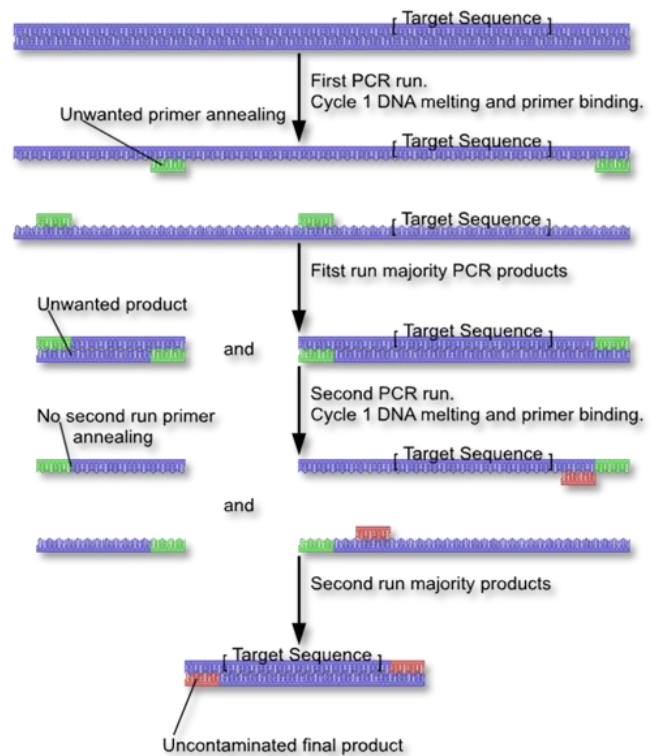 [ Target Sequence ]
First PCR run.
Cycle 1 DNA melting and primer binding.
Unwanted primer annealing
[ Target Sequence ]
[ Target Sequence ]
Fitst run majority PCR products
Unwanted product
[ Target Sequence ]
and
Second PCR run.
Cycle 1 DNA melting and primer binding.
No second run primer
annealing
[ Target Sequence ]
and
Second run majority products
[ Target Sequence ]
Uncontaminated final product